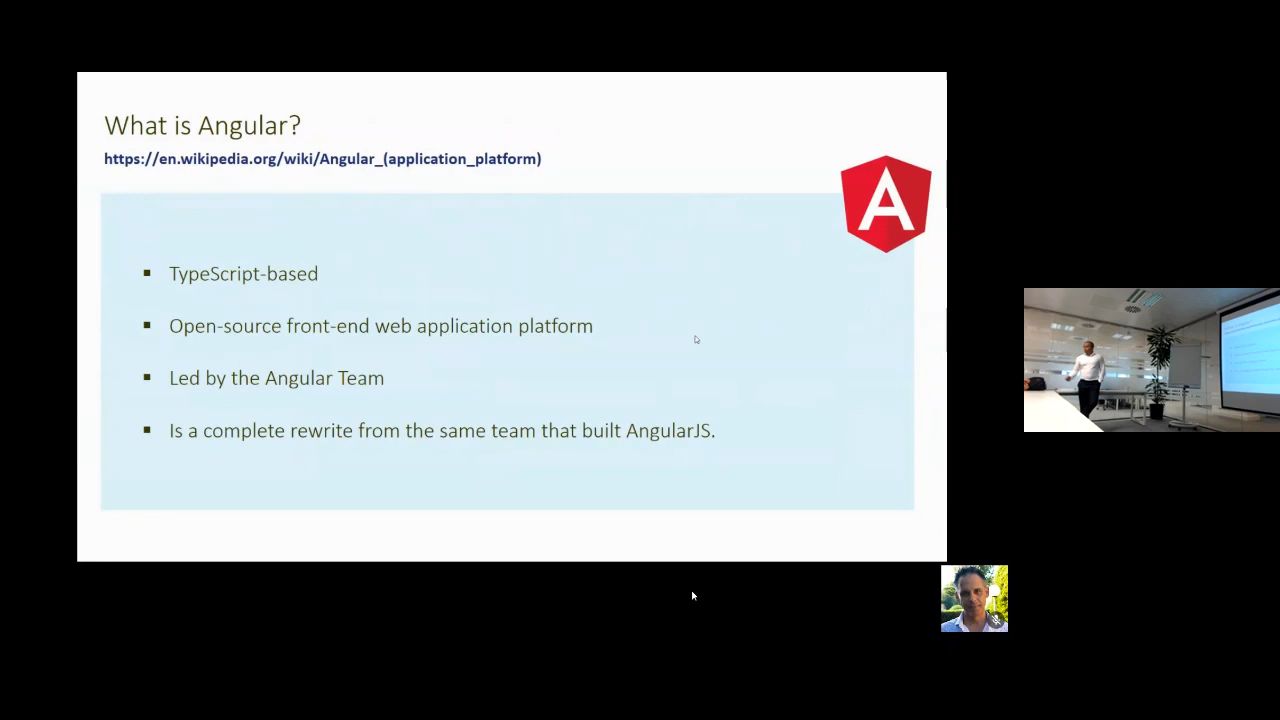 What is Angular?
https://en.wikipedia.org/wiki/Angular_(application_platform)
A
▪ TypeScript-based
▪ Open-source front-end web application platform
▪ Led by the Angular Team
▪ Is a complete rewrite from the same team that built AngularJS.